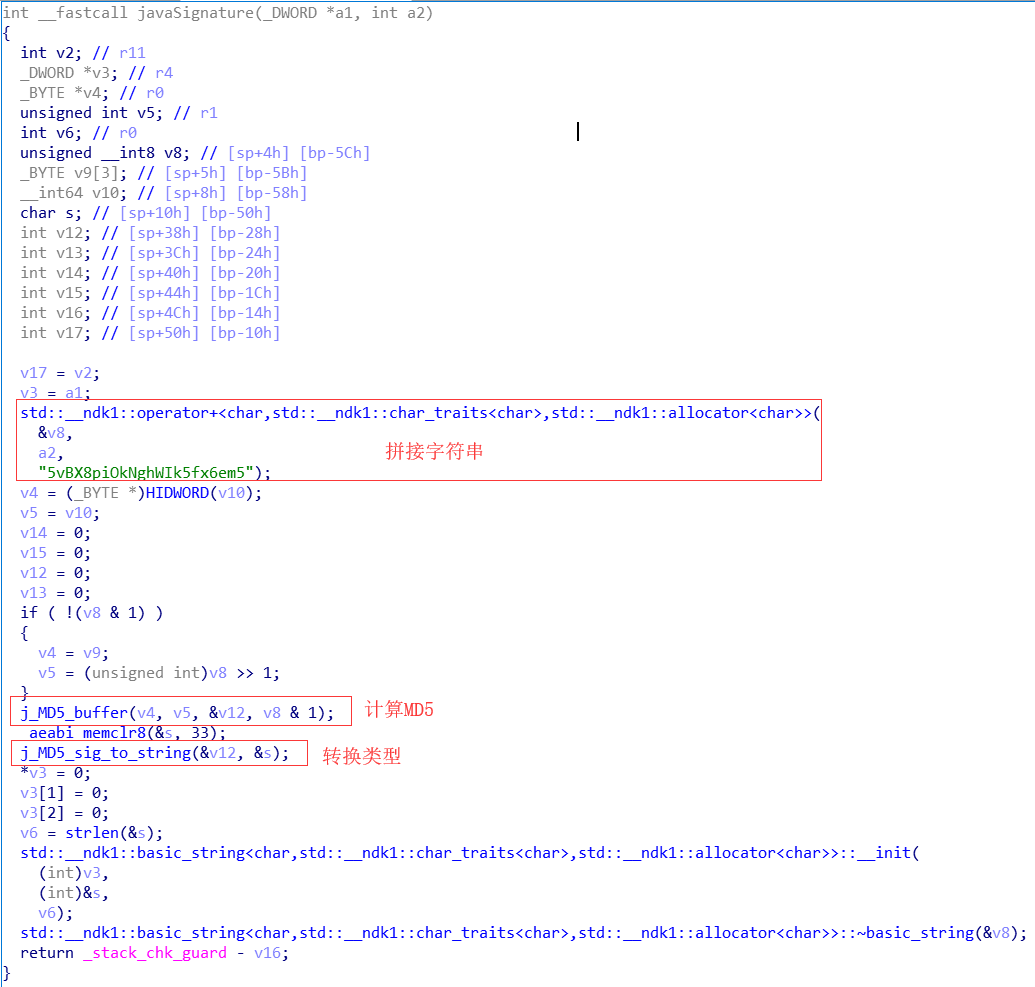 int __fastcall javaSignature(_DWORD *a1, int a2)
{
  int v2; // r11
  _DWORD *v3; // r4
  _BYTE *v4; // r0
  unsigned int v5; // r1
  int v6; // r0
  unsigned __int8 v8; // [sp+4h] [bp-5Ch]
  _BYTE v9[3]; // [sp+5h] [bp-5Bh]
  __int64 v10; // [sp+8h] [bp-58h]
  char s; // [sp+10h] [bp-50h]
  int v12; // [sp+38h] [bp-28h]
  int v13; // [sp+3Ch] [bp-24h]
  int v14; // [sp+40h] [bp-20h]
  int v15; // [sp+44h] [bp-1Ch]
  int v16; // [sp+4Ch] [bp-14h]
  int v17; // [sp+50h] [bp-10h]

  v17 = v2;
  v3 = a1;
  std::__ndk1::operator+<char,std::__ndk1::char_traits<char>,std::__ndk1::allocator<char>>(
    &v8,
    a2, 拼接字符串
    "5vBX8piOkNghWIk5fx6em5");
  v4 = (_BYTE *)HIDWORD(v10);
  v5 = v10;
  v14 = 0;
  v15 = 0;
  v12 = 0;
  v13 = 0;
  if ( !(v8 & 1) )
  {
    v4 = v9;
    v5 = (unsigned int)v8 >> 1;
  }
  j_MD5_buffer(v4, v5, &v12, v8 & 1); 计算MD5
  _aeabi_memclr8(&s, 33);
  j_MD5_sig_to_string(&v12, &s); 转换类型
  *v3 = 0;
  v3[1] = 0;
  v3[2] = 0;
  v6 = strlen(&s);
  std::__ndk1::basic_string<char,std::__ndk1::char_traits<char>,std::__ndk1::allocator<char>>::__init(
    (int)v3,
    (int)&s,
    v6);
  std::__ndk1::basic_string<char,std::__ndk1::char_traits<char>,std::__ndk1::allocator<char>>::~basic_string(&v8);
  return _stack_chk_guard - v16;
}